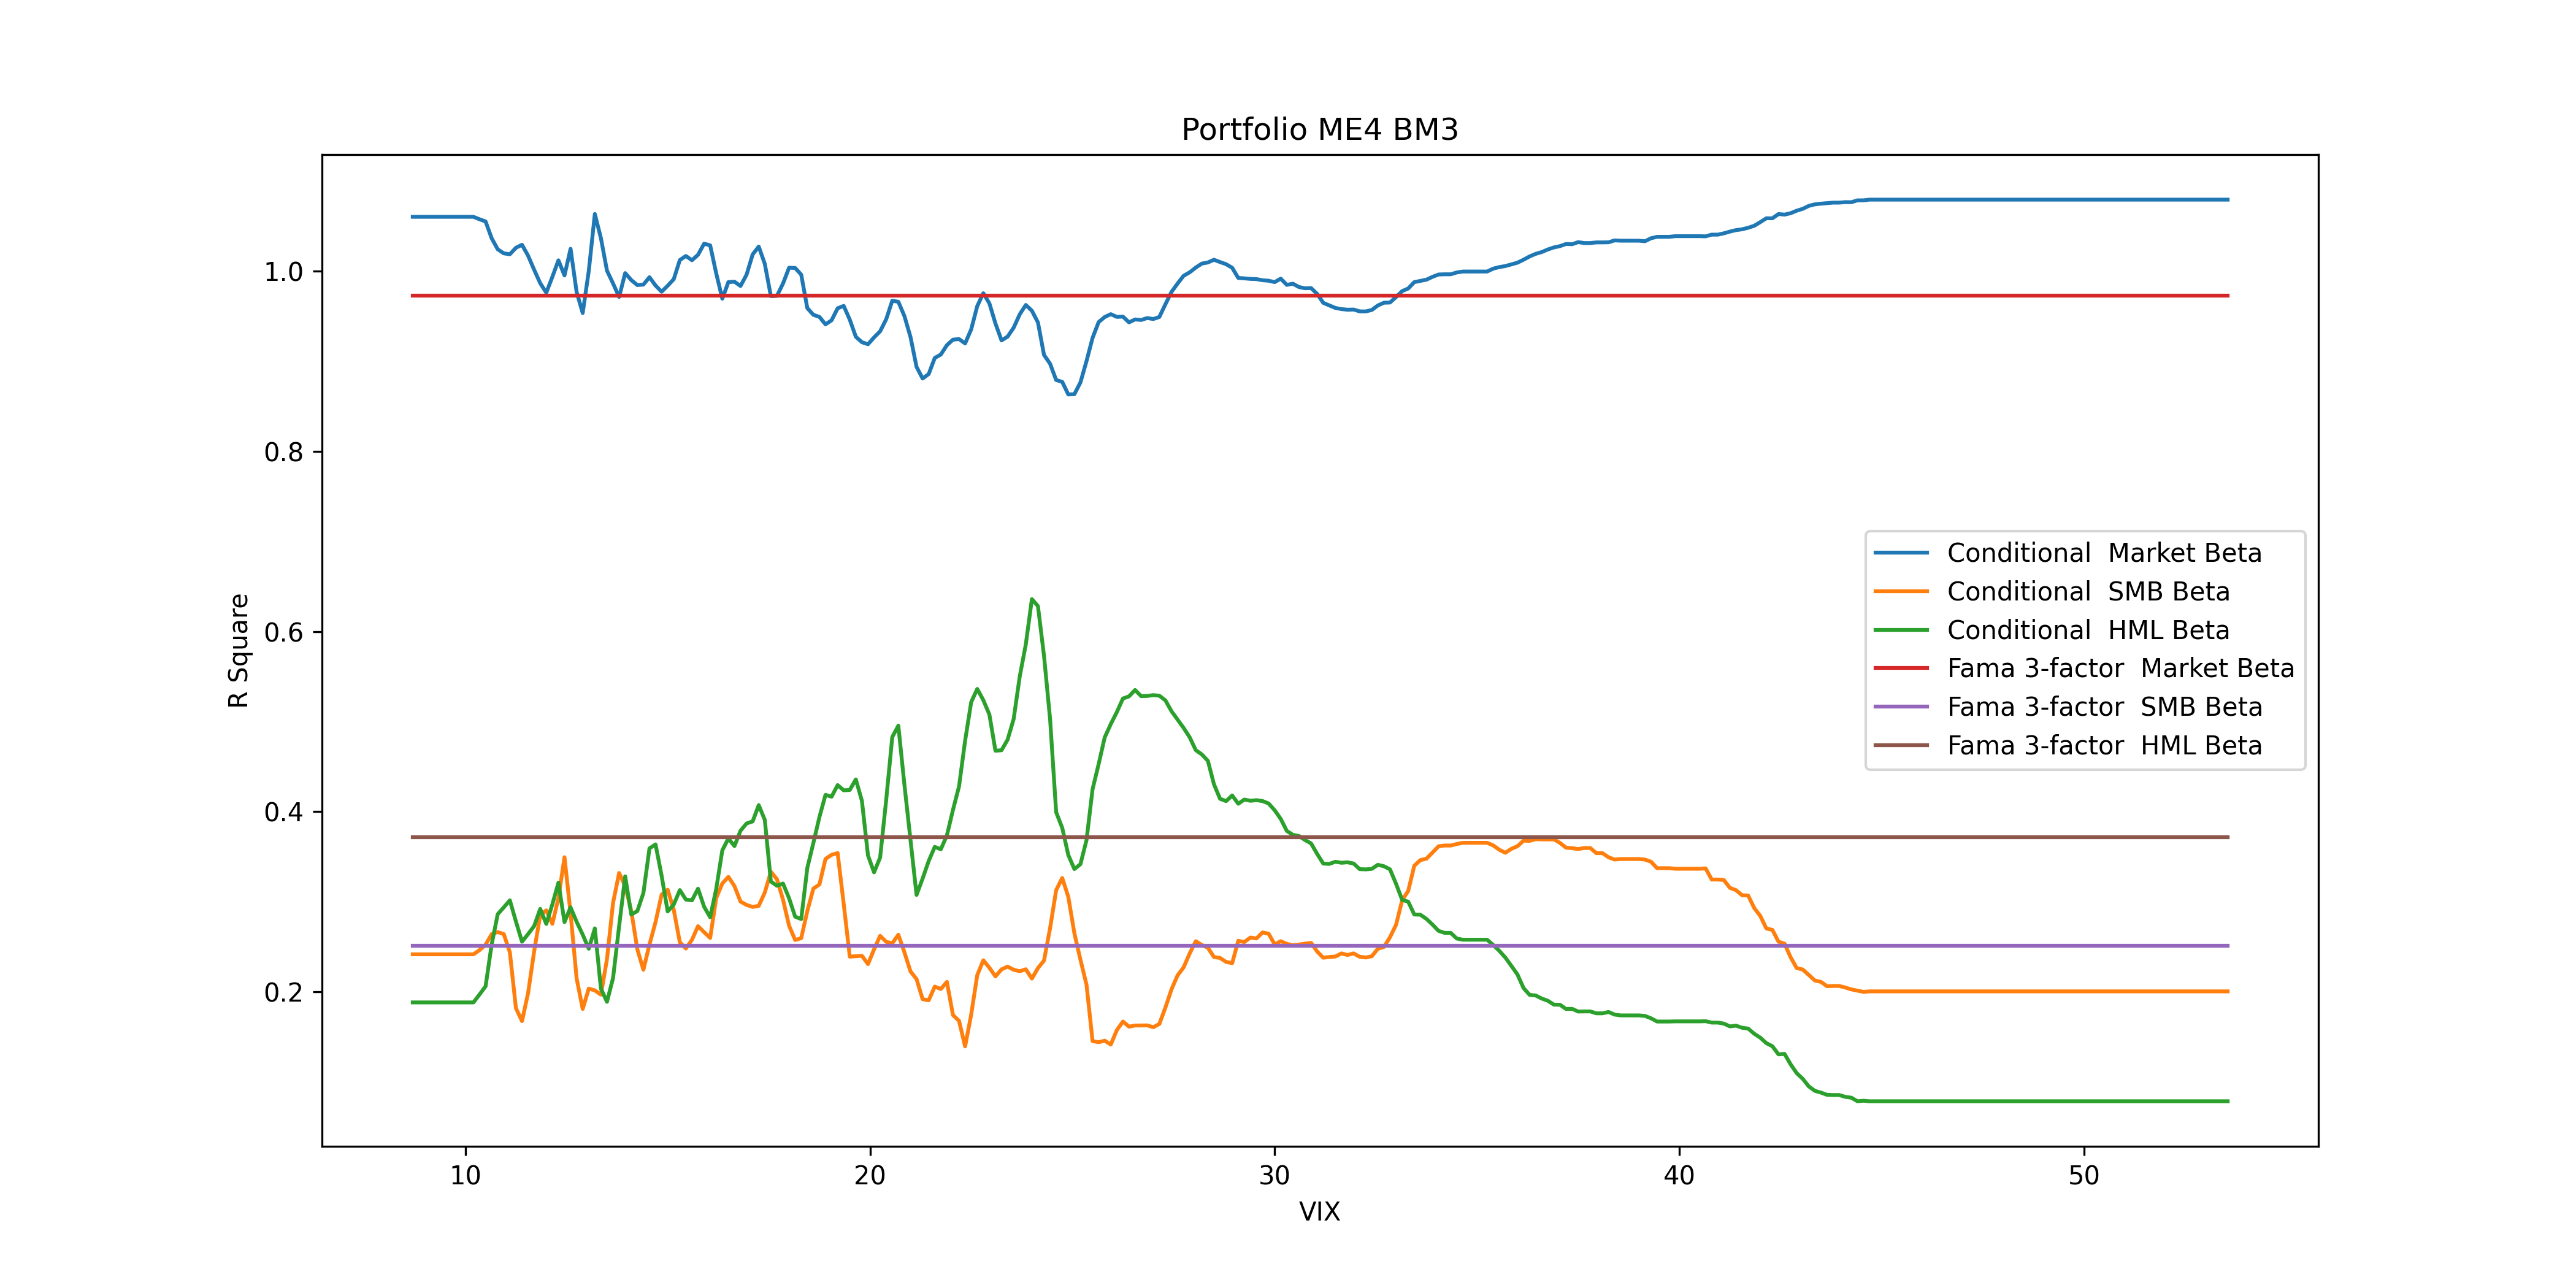 Portfolio ME4 BM3
R Square
1.0
0.8
0.6
0.4
0.2
Conditional  Market Beta
Conditional  SMB Beta
Conditional  HML Beta
Fama 3-factor  Market Beta
Fama 3-factor  SMB Beta
Fama 3-factor  HML Beta
10 20 30 40 50
VIX